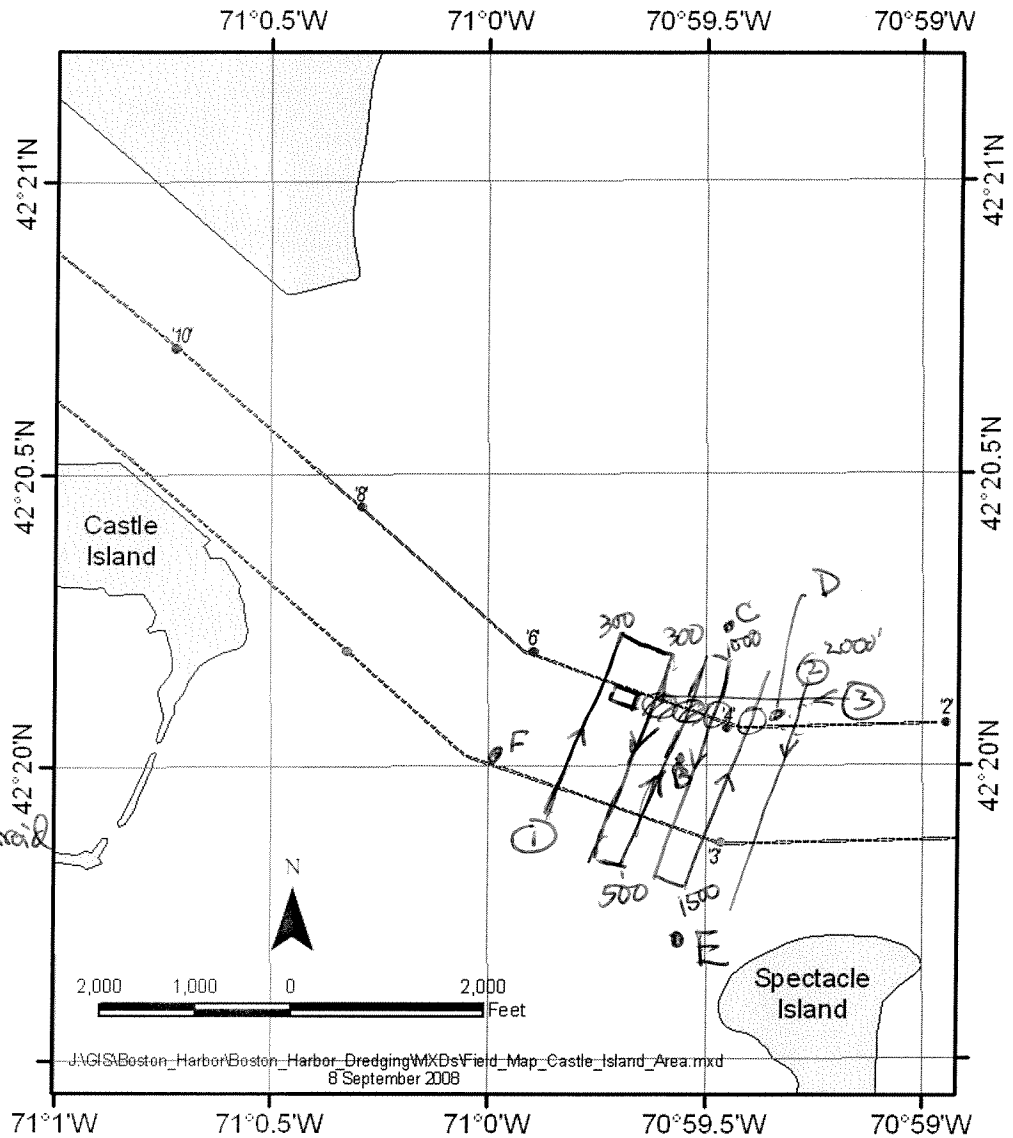 71°0.5'W 71°0'W 70°59.5'W 70°59'W
42°21'N 42°21'N
'10'
42°20.5'N 42°20.5'N
'8'
Castle
Island
D
C
300
300
1000
'6'
2 2000'
3
'4'
'2'
F
B
42°20'N 42°20'N
1
'3'
500
1500
E
N
Spectacle
Island
2,000 1,000 0 2,000
Feet
J:\GIS\Boston_Harbor\Boston_Harbor_Dredging\MXDs\Field_Map_Castle_Island_Area.mxd
8 September 2008
71°1'W 71°0.5'W 71°0'W 70°59.5'W 70°59'W